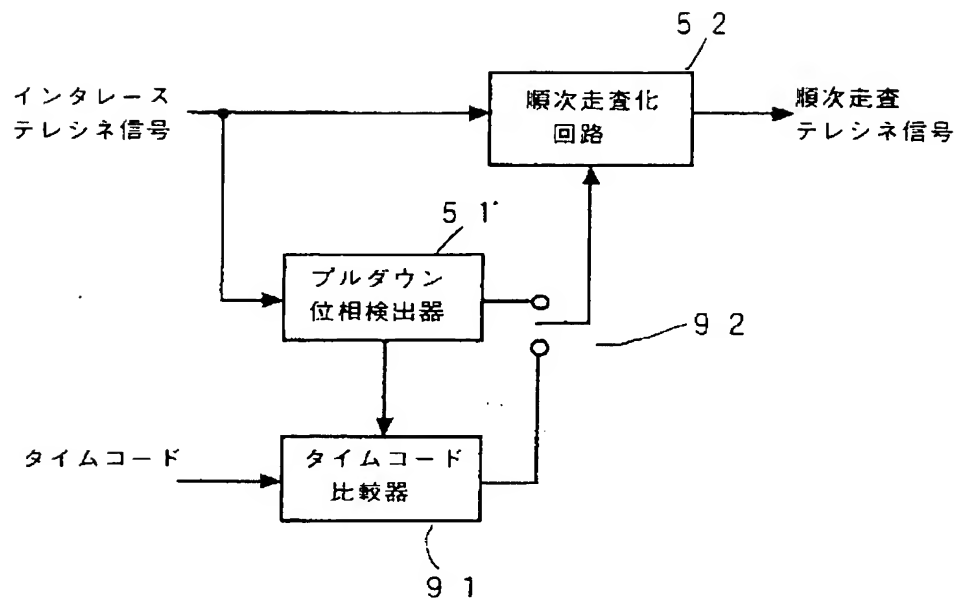 5 2
インタレース
テレシネ信号
順次走査化
回路
順次走査
テレシネ信号
5 1
プルダウン
位相検出器
9 2
タイムコード
タイムコード
比較器
9 1